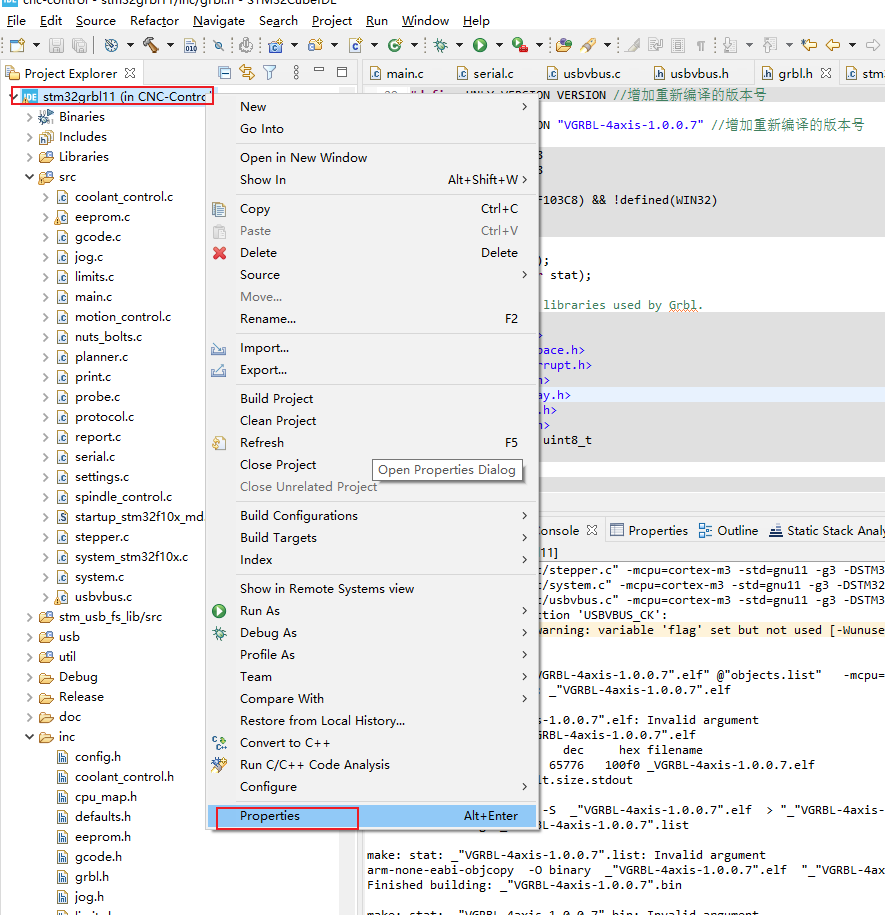 cnc-control - stm32grbl11/inc/grbl.h - STM32CubeIDE
File Edit Source Refactor Navigate Search Project Run Window Help
Project Explorer
main.c serial.c usbvbus.c usbvbus.h grbl.h stm
IDE stm32grbl11 (in CNC-Contro
Binaries
Includes
Libraries
src
coolant_control.c
eeprom.c
gcode.c
jog.c
limits.c
main.c
motion_control.c
nuts_bolts.c
planner.c
print.c
probe.c
protocol.c
report.c
serial.c
settings.c
spindle_control.c
startup_stm32f10x_md.
stepper.c
system_stm32f10x.c
system.c
usbvbus.c
stm_usb_fs_lib/src
usb
util
Debug
Release
doc
inc
config.h
coolant_control.h
cpu_map.h
defaults.h
eeprom.h
gcode.h
grbl.h
jog.h
New
Go Into
Open in New Window
Show In Alt+Shift+W
Copy Ctrl+C
Paste Ctrl+V
Delete Delete
Source
Move...
Rename... F2
Import...
Export...
Build Project
Clean Project
Refresh F5
Close Project
Open Properties Dialog
Close Unrelated Project
Build Configurations
Build Targets
Index
Show in Remote Systems view
Run As
Debug As
Profile As
Team
Compare With
Restore from Local History...
Convert to C++
Run C/C++ Code Analysis
Configure
Properties Alt+Enter
VERSION //增加重新编译的版本号
ON "VGRBL-4axis-1.0.0.7" //增加重新编译的版本号
3
3
F103C8) && !defined(WIN32)
);
r stat);
libraries used by Grbl.
>
pace.h>
rrupt.h>
h>
ay.h>
.h>
h>
uint8_t
onsole Properties Outline Static Stack Analy
11]
c/stepper.c" -mcpu=cortex-m3 -std=gnu11 -g3 -DSTM3
c/system.c" -mcpu=cortex-m3 -std=gnu11 -g3 -DSTM32
c/usbvbus.c" -mcpu=cortex-m3 -std=gnu11 -g3 -DSTM3
ction 'USBVBUS_CK':
warning: variable 'flag' set but not used [-Wunuse
VGRBL-4axis-1.0.0.7".elf" @"objects.list" -mcpu=
: _"VGRBL-4axis-1.0.0.7".elf
VGRBL-4axis-1.0.0.7".elf: Invalid argument
VGRBL-4axis-1.0.0.7".elf
dec hex filename
65776 100f0 _VGRBL-4axis-1.0.0.7.elf
lt.size.stdout
-S _"VGRBL-4axis-1.0.0.7".elf > "_"VGRBL-4axis-
L-4axis-1.0.0.7".list
make: stat: _"VGRBL-4axis-1.0.0.7".list: Invalid argument
arm-none-eabi-objcopy -O binary _"VGRBL-4axis-1.0.0.7".elf "_"VGRBL-4ax
Finished building: _"VGRBL-4axis-1.0.0.7".bin
make: stat: _"VGRBL-4axis-1.0.0.7".bin: Invalid argument